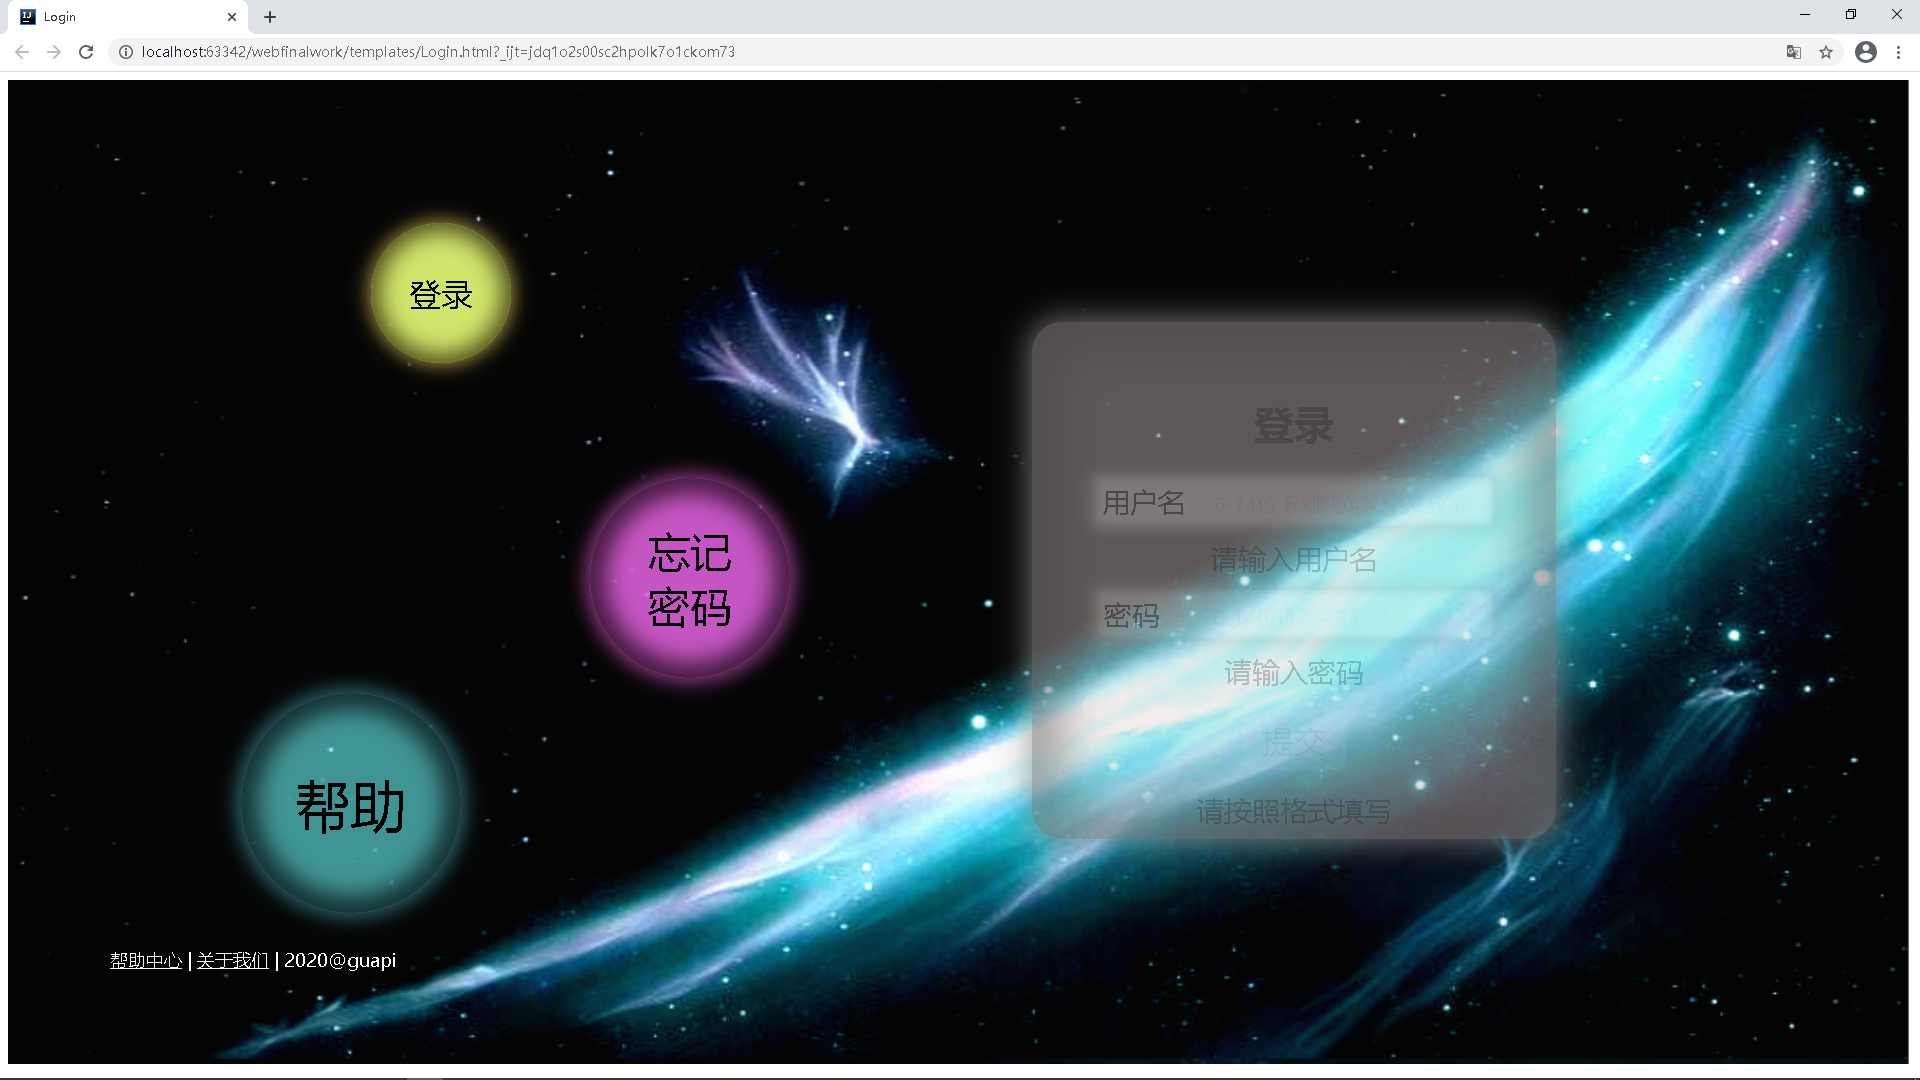 Login
localhost:63342/webfinalwork/templates/Login.html?_ijt=jdq1o2s00sc2hpolk7o1ckom73
登录
忘记
密码
帮助
登录
用户名
请输入用户名
密码
请输入密码
提交
请按照格式填写
帮助中心 | 关于我们 | 2020@guapi